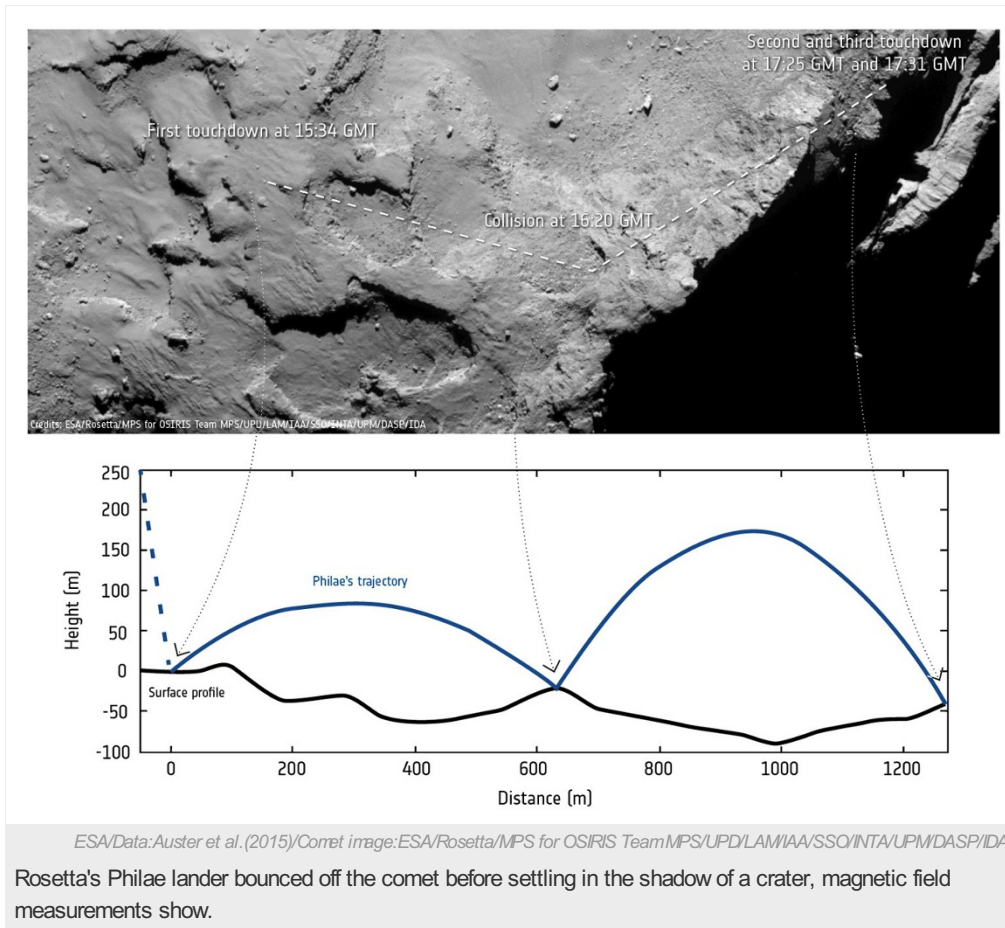 Second and third touchdown
at 17:25 GMT and 17:31 GMT
First touchdown at 15:34 GMT
Collision at 16:20 GMT
Credits: ESA/Rosetta/MPS for OSIRIS Team MPS/UPD/LAM/IAA/SSO/INTA/UPM/DASP/IDA
250
200
150
100
50
0
-50
-100
Height (m)
Philae's trajectory
Surface profile
0
200
400
600
800
1000
1200
Distance (m)
ESA/Data: Auster et al. (2015)/Comet image: ESA/Rosetta/MPS for OSIRIS Team MPS/UPD/LAM/IAA/SSO/INTA/UPM/DASP/IDA
Rosetta's Philae lander bounced off the comet before settling in the shadow of a crater, magnetic field
measurements show.